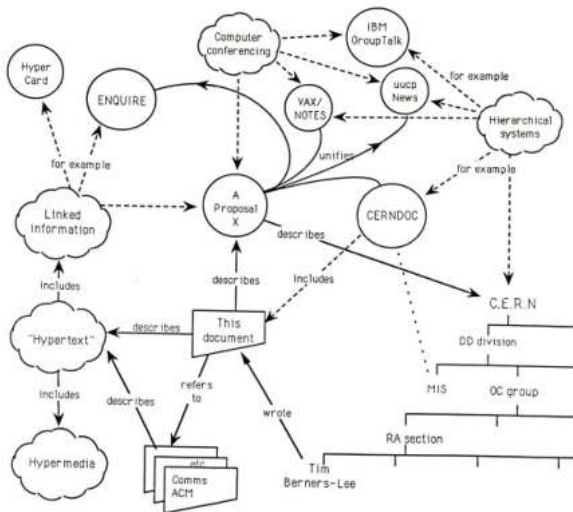 Computer
conferencing
IBM
GroupTalk
Hyper
Card
ENQUIRE
VAX/
NOTES
uucp
News
for example
Hierarchical
systems
unifies
for example
for example
Linked
information
A
Proposal
X
CERNDOC
describes
includes
describes
includes
C.E.R.N
This
document
describes
"Hypertext"
DD division
refers
to
MIS
OC group
includes
describes
wrote
RA section
Hypermedia
etc
Tim
Berners-Lee
Comms
ACM